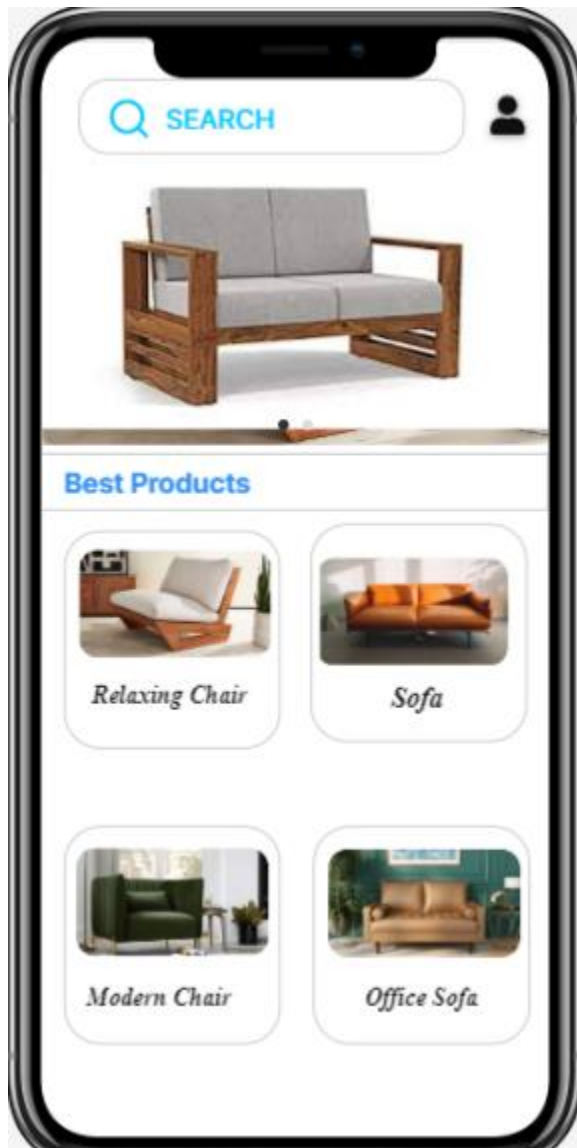 SEARCH
Best Products
Relaxing Chair
Sofa
Modern Chair
Office Sofa